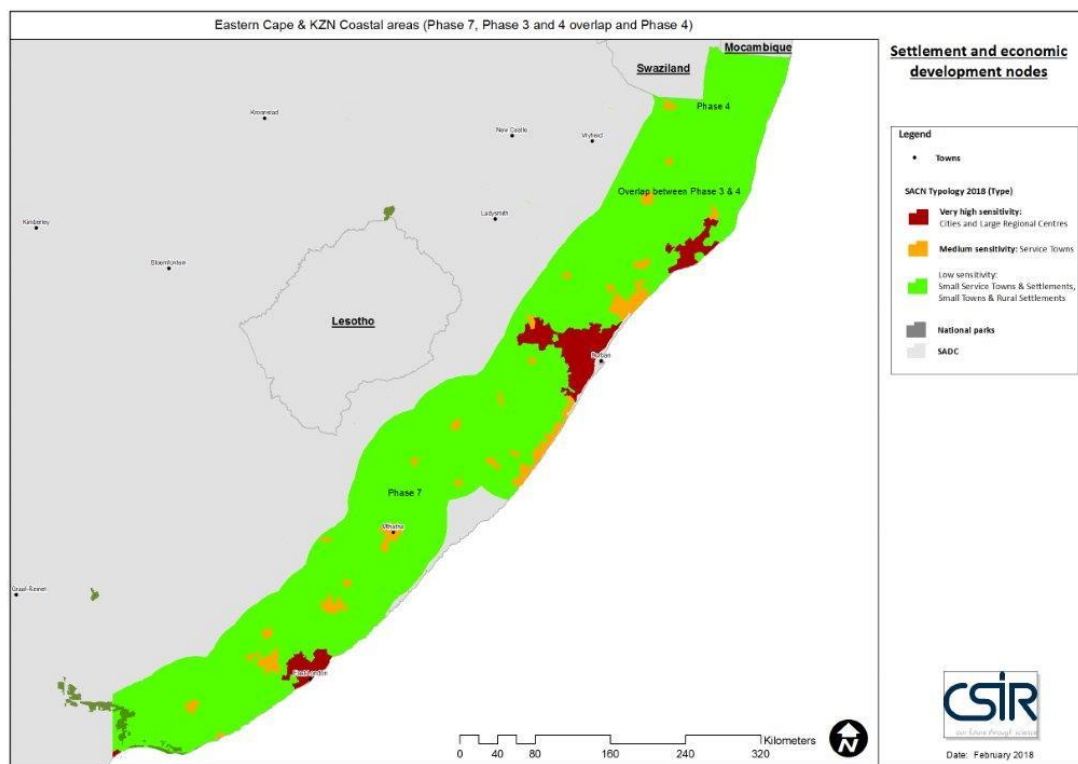 Eastern Cape & KZN Coastal areas (Phase 7, Phase 3 and 4 overlap and Phase 4)
Settlement and economic
development nodes
Legend
Towns
SACN Typology 2018 (Type)
Very high sensitivity:
Cities and Large Regional Centres
Medium sensitivity: Service Towns
Low sensitivity:
Small Service Towns & Settlements,
Small Towns & Rural Settlements
National parks
SADC
Mocambique
Swaziland
Phase 4
Kroonstad
New Castle
Vryheid
Overlap between Phase 3 & 4
Kimberley
Ladysmith
Bloemfontein
Lesotho
Durban
Phase 7
Mthatha
Graaf-Reinet
East London
Kilometers
0 40 80 160 240 320
N
CSIR
our future through science
Date: February 2018